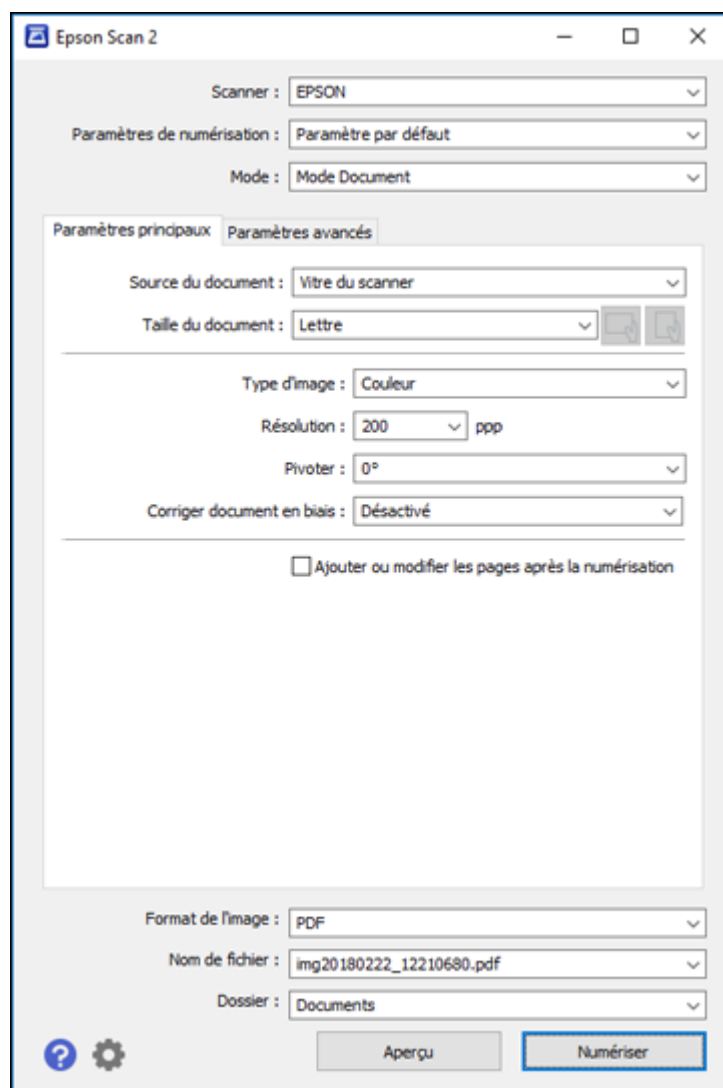 Epson Scan 2
Scanner : EPSON
Paramètres de numérisation : Paramètre par défaut
Mode : Mode Document
Paramètres principaux Paramètres avancés
Source du document : Vitre du scanner
Taille du document : Lettre
Type d'image : Couleur
Résolution : 200 ppp
Pivoter : 0°
Corriger document en biais : Désactivé
Ajouter ou modifier les pages après la numérisation
Format de l'image : PDF
Nom de fichier : img20180222_12210680.pdf
Dossier : Documents
? Aperçu Numériser